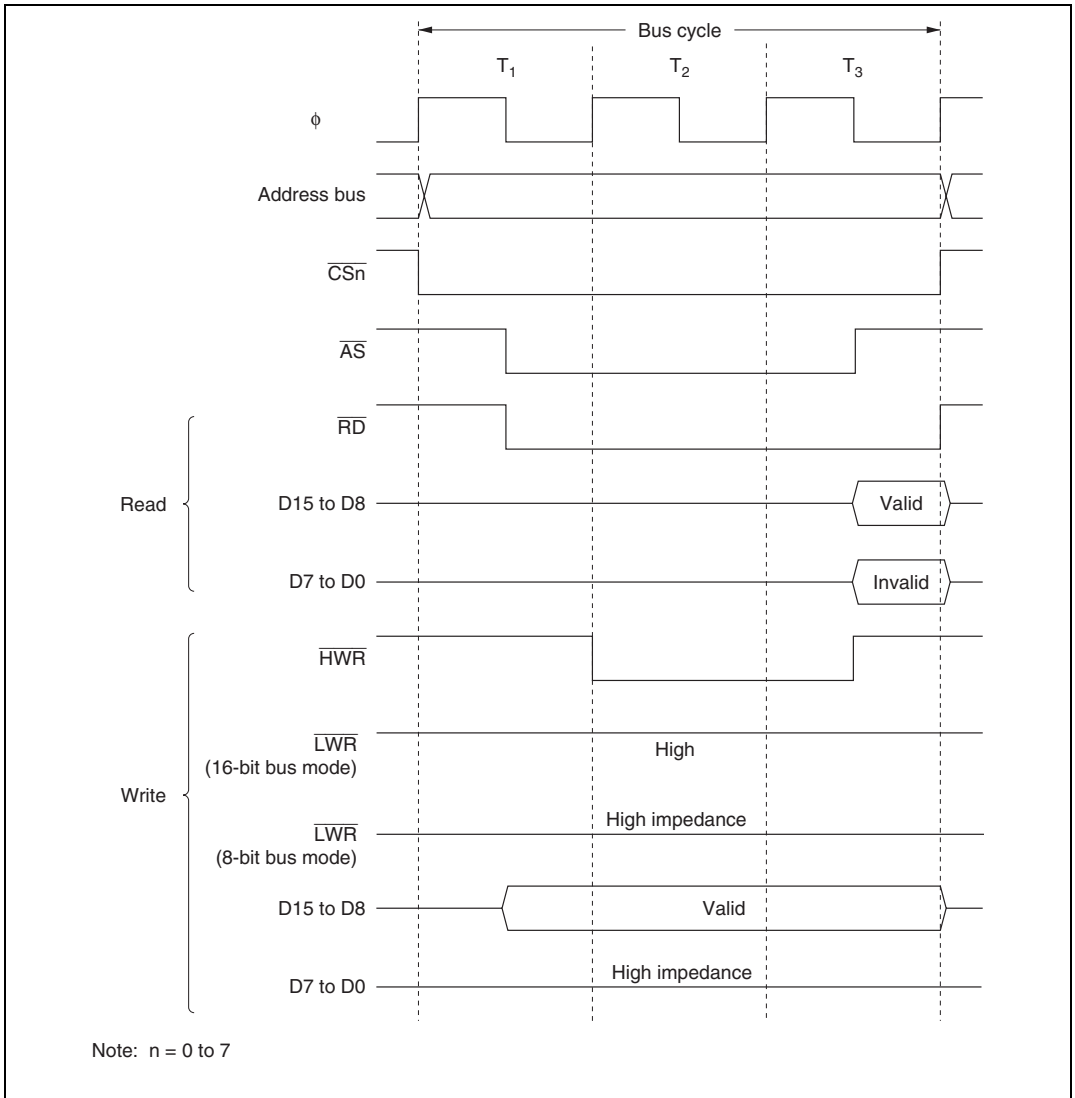 Bus cycle
T1 T2 T3
φ
Address bus
CSn
AS
RD
Read
D15 to D8
Valid
D7 to D0
Invalid
HWR
LWR
(16-bit bus mode)
High
Write
LWR
(8-bit bus mode)
High impedance
D15 to D8
Valid
D7 to D0
High impedance
Note: n = 0 to 7